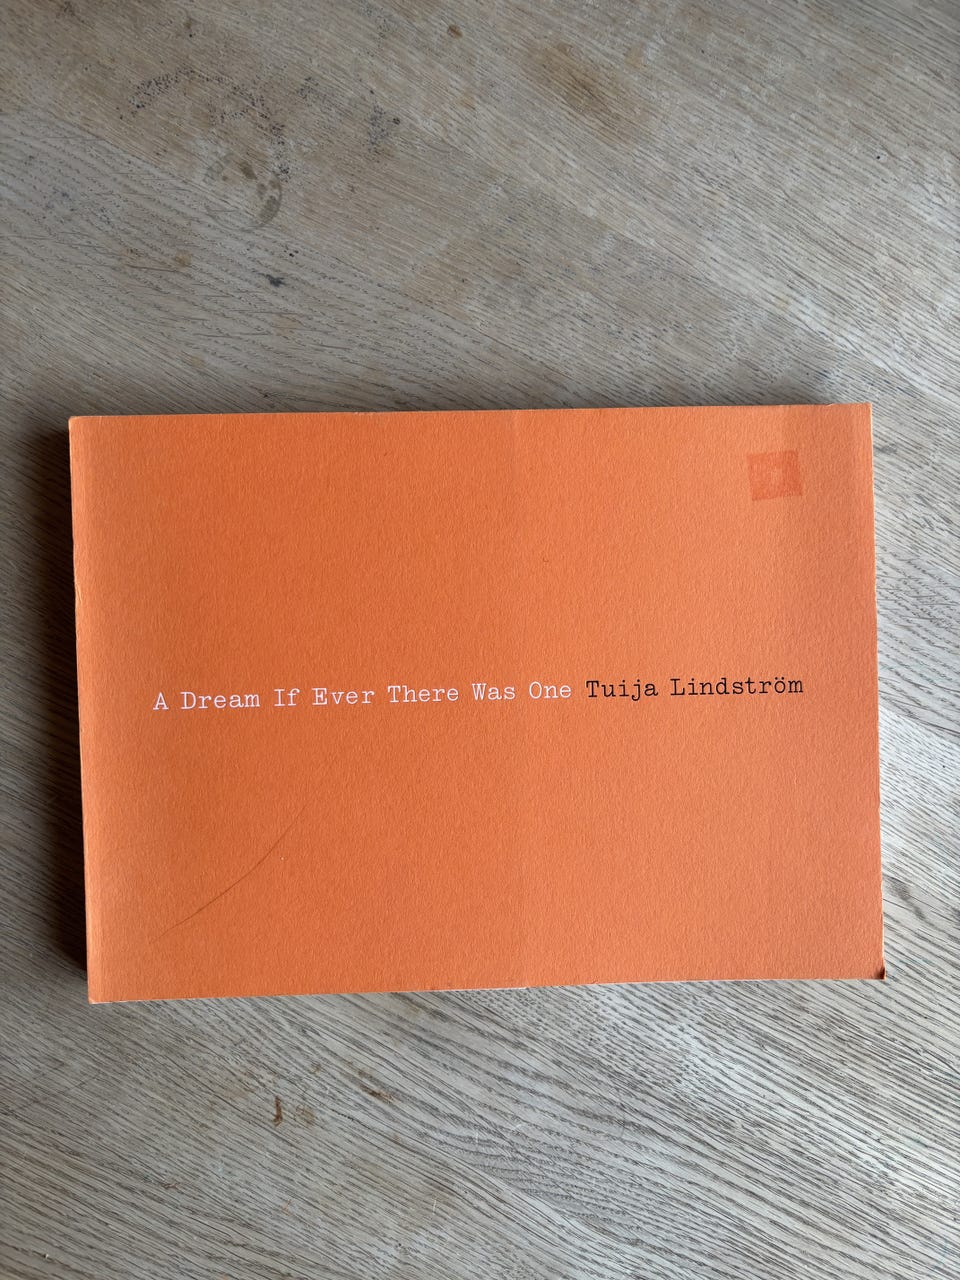 A Dream If Ever There Was One Tuija Lindström